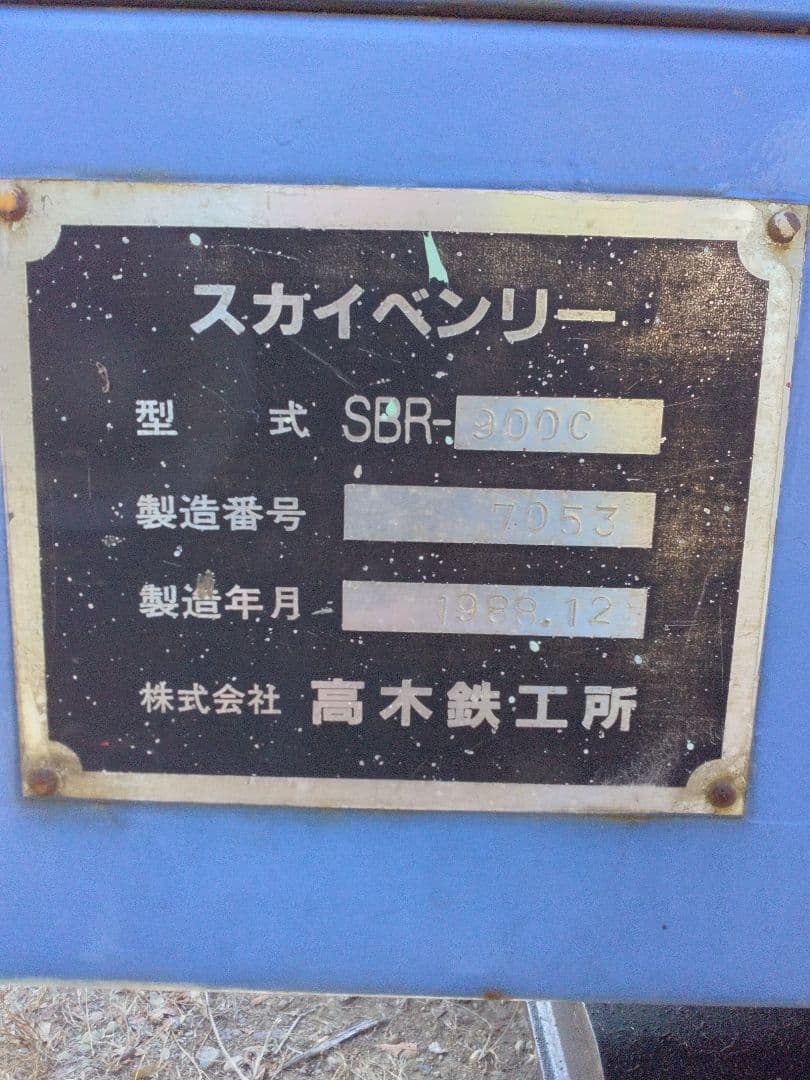 スカイベンリー
型式 SBR-900C
製造番号 7053
製造年月 1988.12
株式会社 高木鉄工所